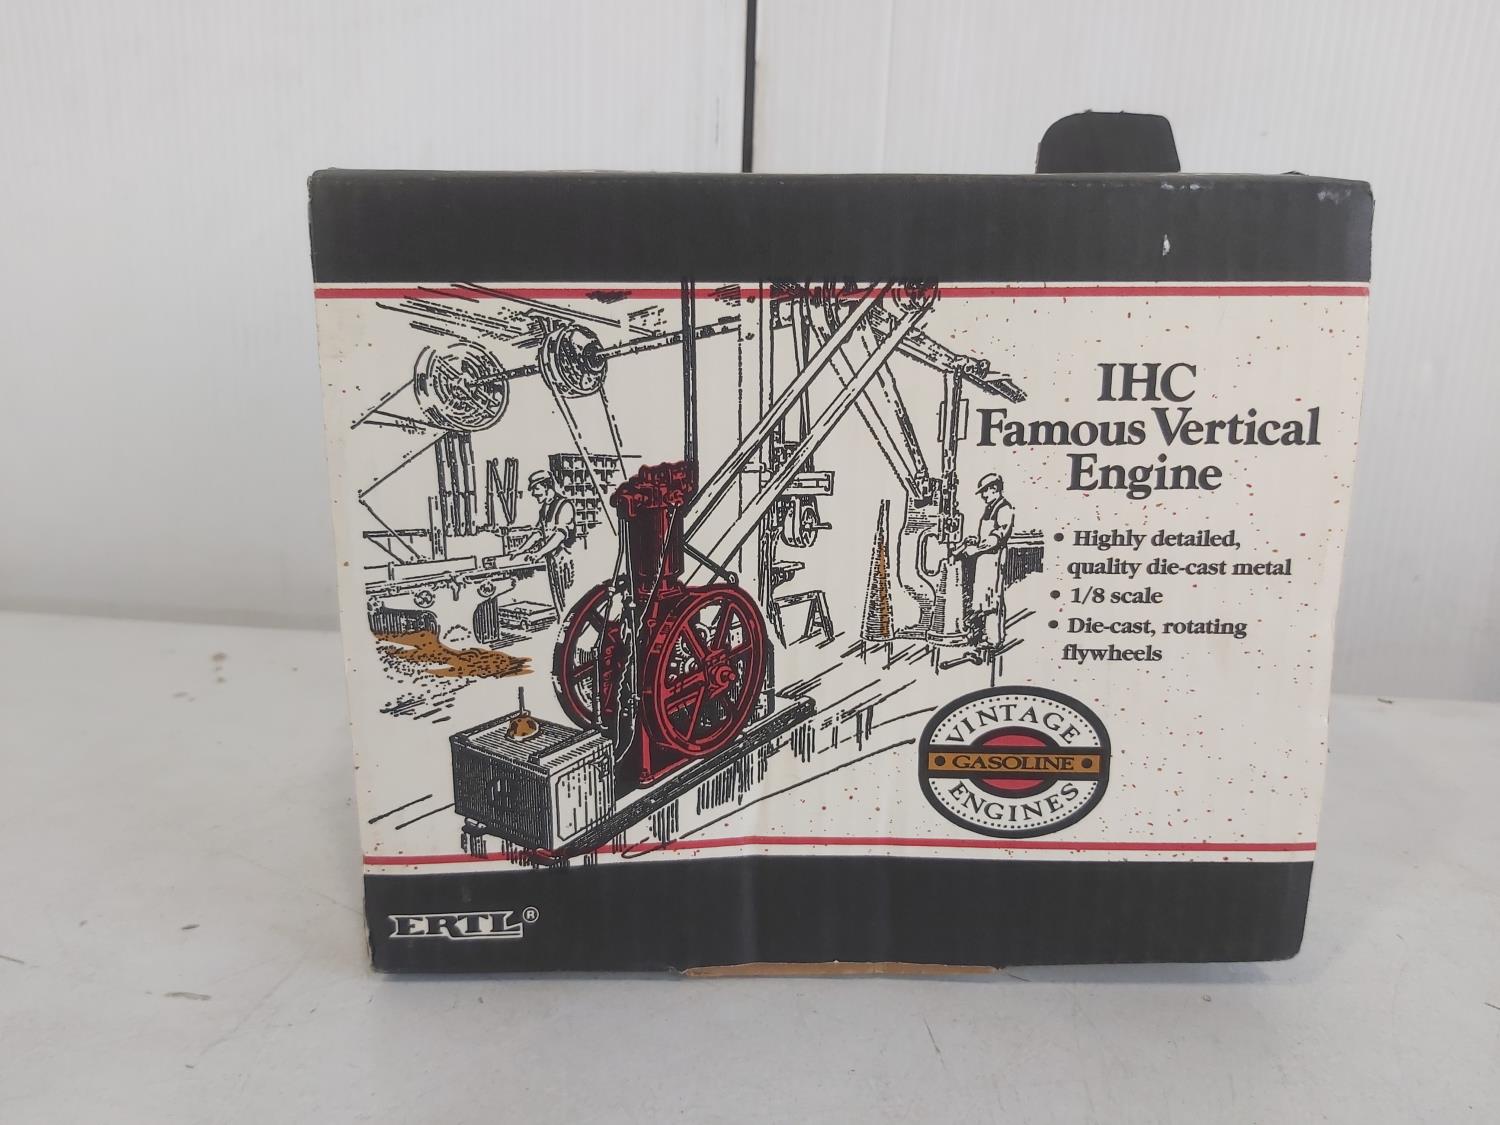 IHC
Famous Vertical
Engine
• Highly detailed,
quality die-cast metal
• 1/8 scale
• Die-cast, rotating
flywheels
VINTAGE
• GASOLINE •
ENGINES
ERTL®